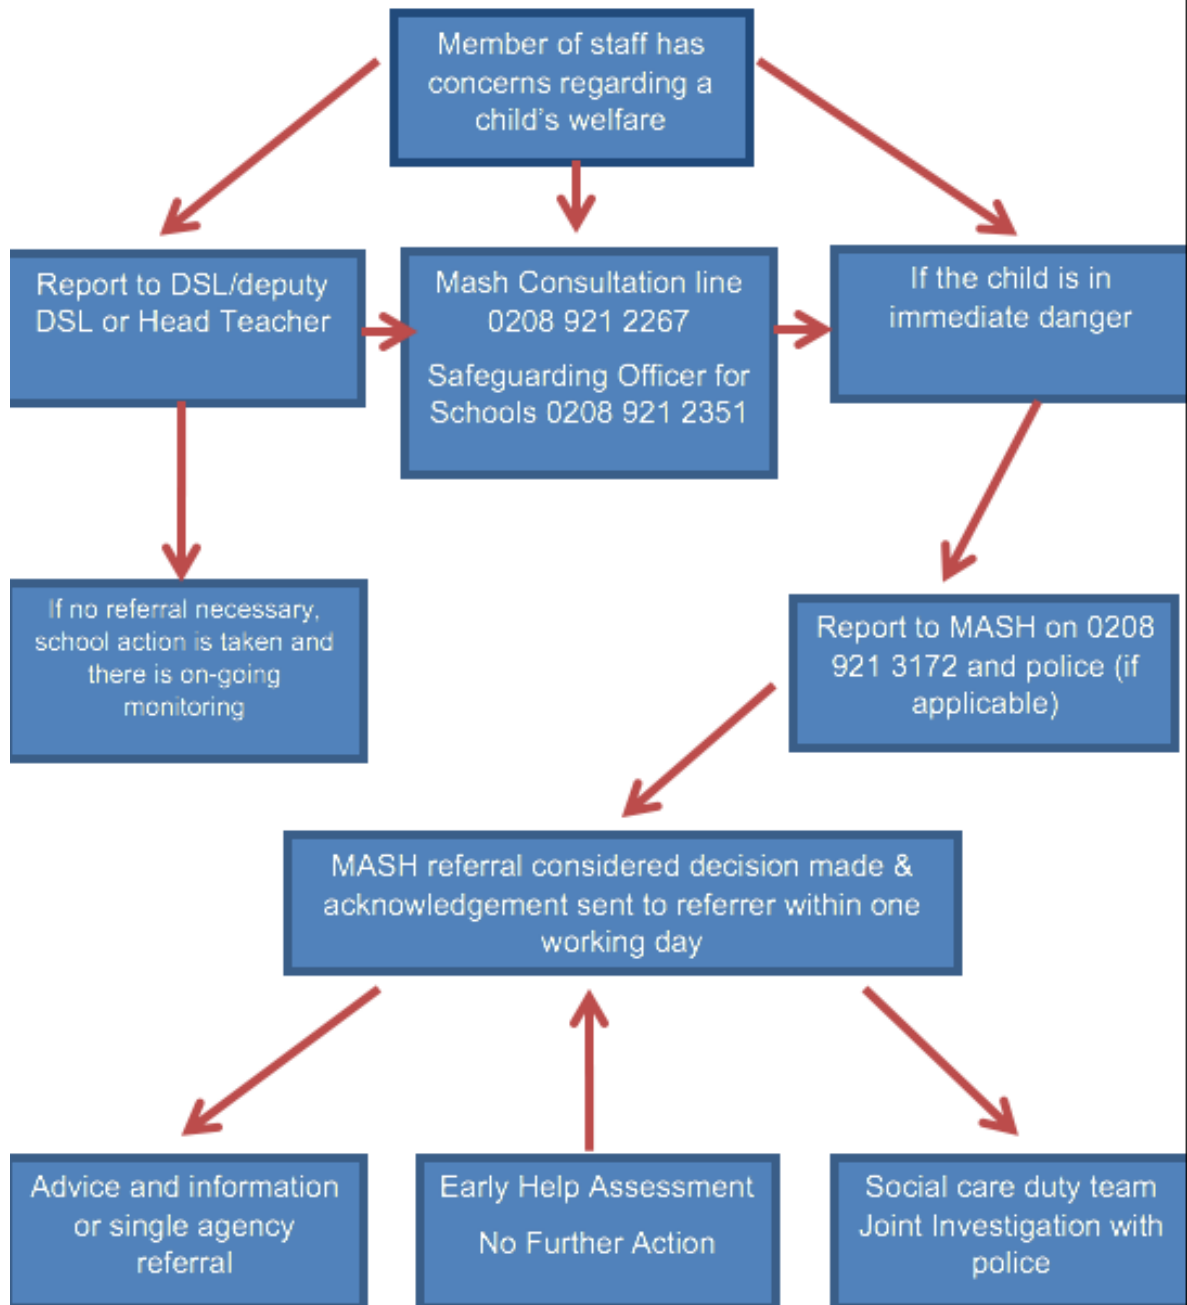 Member of staff has
concerns regarding a
child's welfare
Report to DSL/deputy
DSL or Head Teacher
Mash Consultation line
0208 921 2267
Safeguarding Officer for
Schools 0208 921 2351
If the child is in
immediate danger
If no referral necessary,
school action is taken and
there is on-going
monitoring
Report to MASH on 0208
921 3172 and police (if
applicable)
MASH referral considered decision made &
acknowledgement sent to referrer within one
working day
Advice and information
or single agency
referral
Early Help Assessment
No Further Action
Social care duty team
Joint Investigation with
police